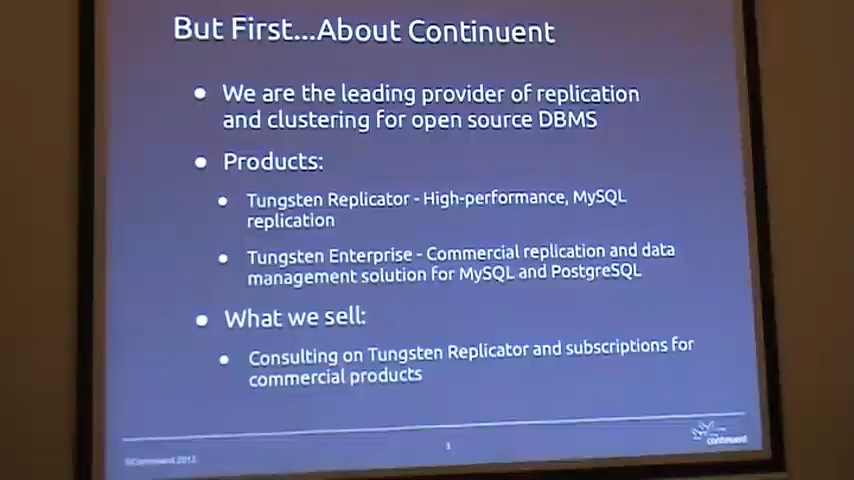 But First...About Continuent
• We are the leading provider of replication
and clustering for open source DBMS
• Products:
• Tungsten Replicator - High-performance, MySQL
replication
• Tungsten Enterprise - Commercial replication and data
management solution for MySQL and PostgreSQL
• What we sell:
• Consulting on Tungsten Replicator and subscriptions for
commercial products
©Continuent 2012
continuent